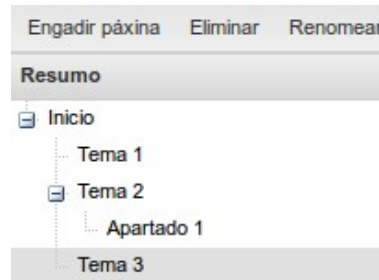 Engadir páxina Eliminar Renomear
Resumo
Inicio
Tema 1
Tema 2
Apartado 1
Tema 3